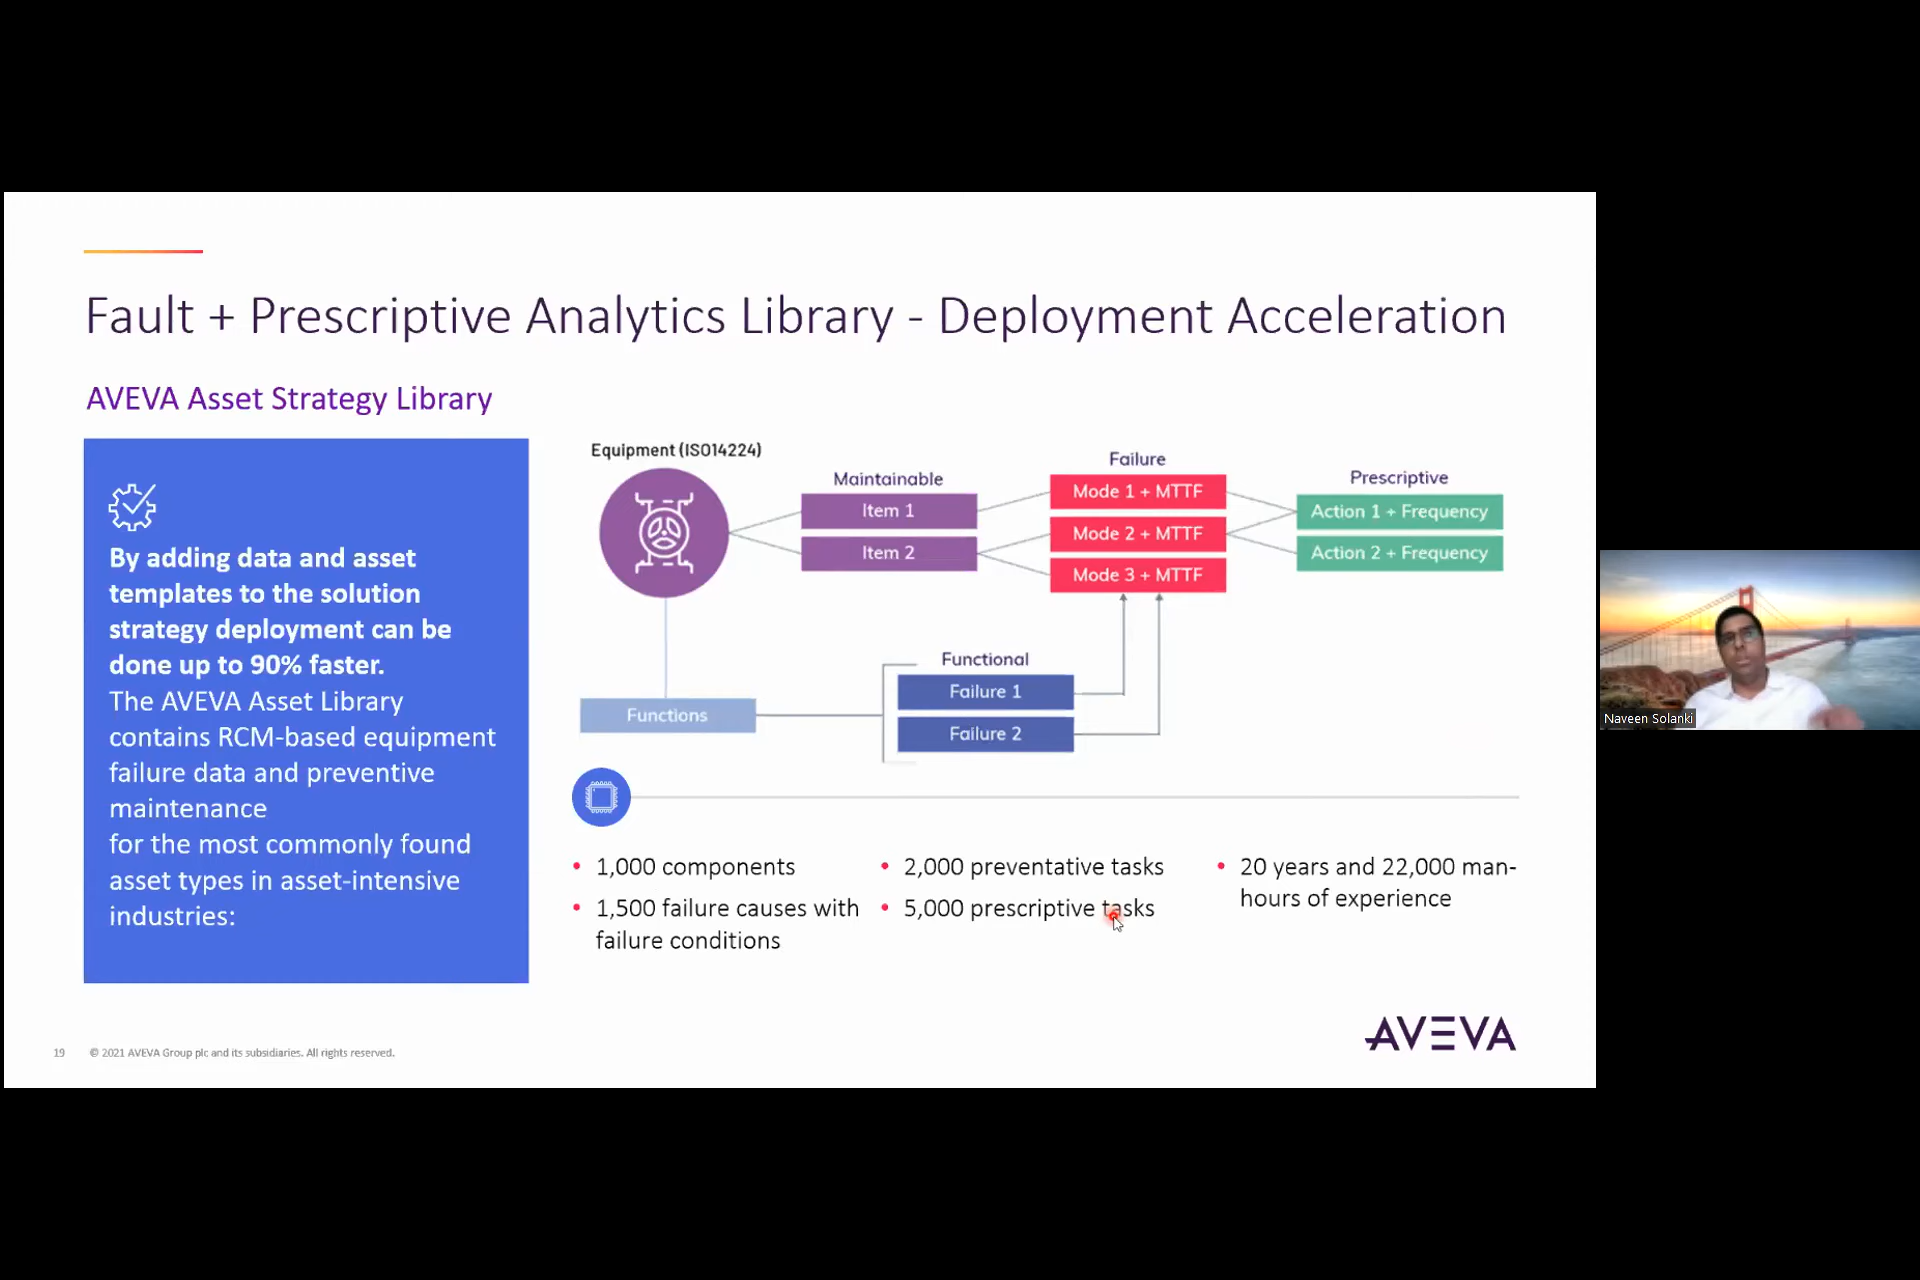 Fault + Prescriptive Analytics Library - Deployment Acceleration
AVEVA Asset Strategy Library
By adding data and asset
templates to the solution
strategy deployment can be
done up to 90% faster.
The AVEVA Asset Library
contains RCM-based equipment
failure data and preventive
maintenance
for the most commonly found
asset types in asset-intensive
industries:
Equipment (ISO14224)
Maintainable
Item 1
Item 2
Failure
Mode 1 + MTTF
Mode 2 + MTTF
Mode 3 + MTTF
Prescriptive
Action 1 + Frequency
Action 2 + Frequency
Functions
Functional
Failure 1
Failure 2
• 1,000 components
• 1,500 failure causes with
failure conditions
• 2,000 preventative tasks
• 5,000 prescriptive tasks
• 20 years and 22,000 man-
hours of experience
19 © 2021 AVEVA Group plc and its subsidiaries. All rights reserved.
AVEVA
Naveen Solanki